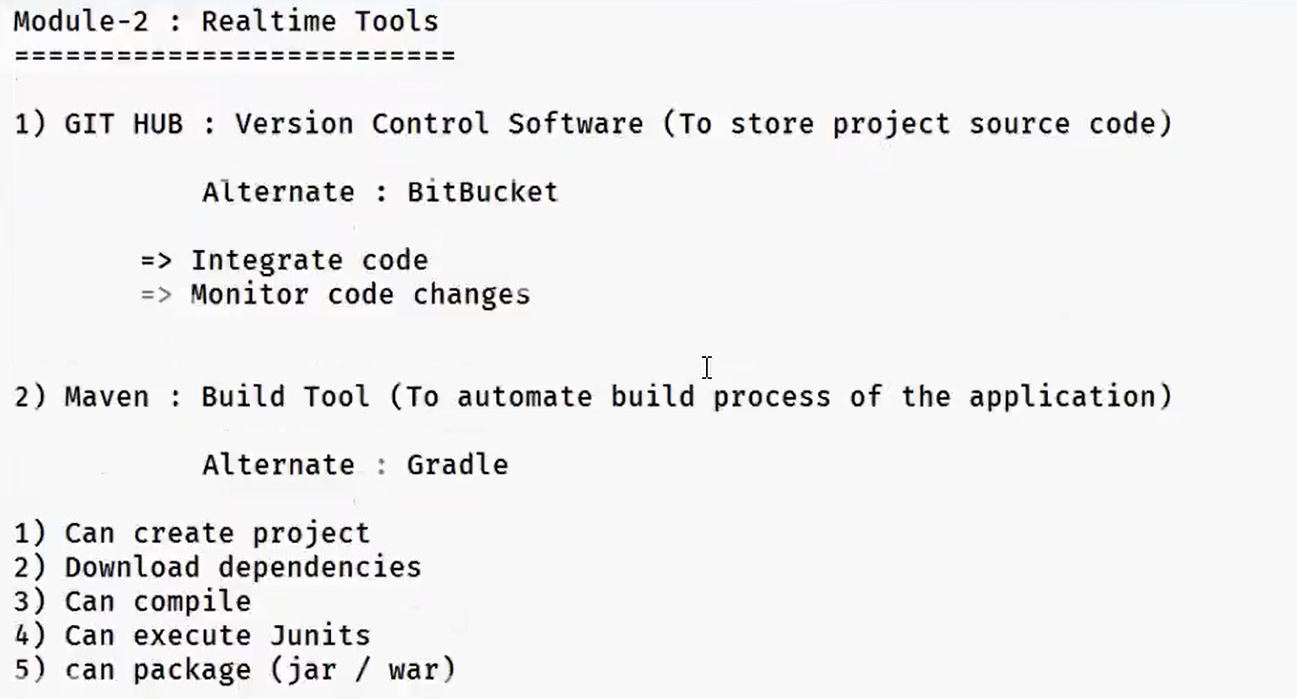 Module-2 : Realtime Tools
==========================
1) GIT HUB : Version Control Software (To store project source code)
Alternate : BitBucket
=> Integrate code
=> Monitor code changes
2) Maven : Build Tool (To automate build process of the application)
Alternate : Gradle
1) Can create project
2) Download dependencies
3) Can compile
4) Can execute Junits
5) can package (jar / war)